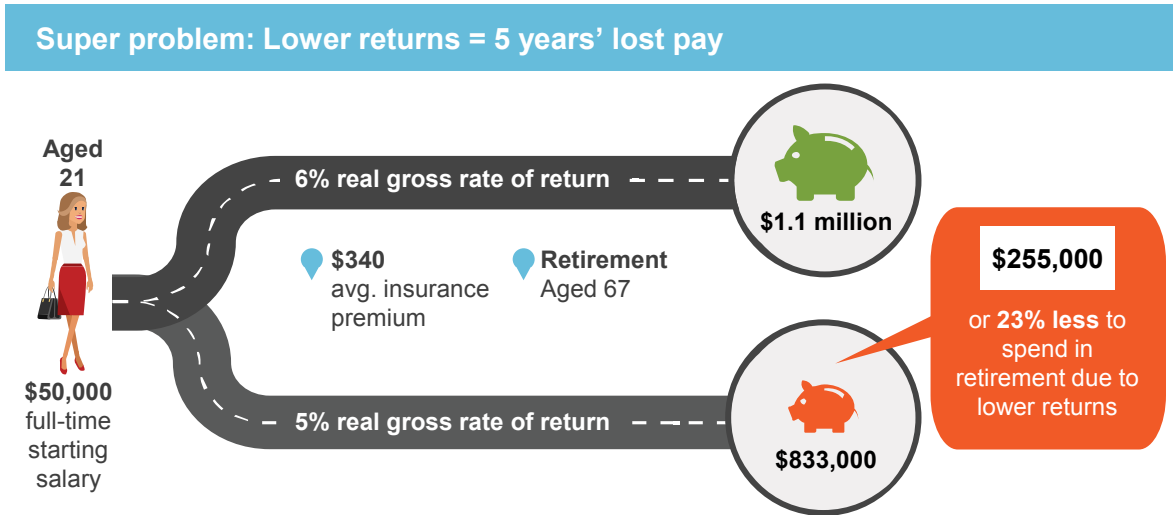 Super problem: Lower returns = 5 years’ lost pay
Aged
21
$50,000
full-time
starting
salary
6% real gross rate of return
$340
avg. insurance
premium
Retirement
Aged 67
5% real gross rate of return
$1.1 million
$833,000
$255,000
or 23% less to
spend in
retirement due to
lower returns